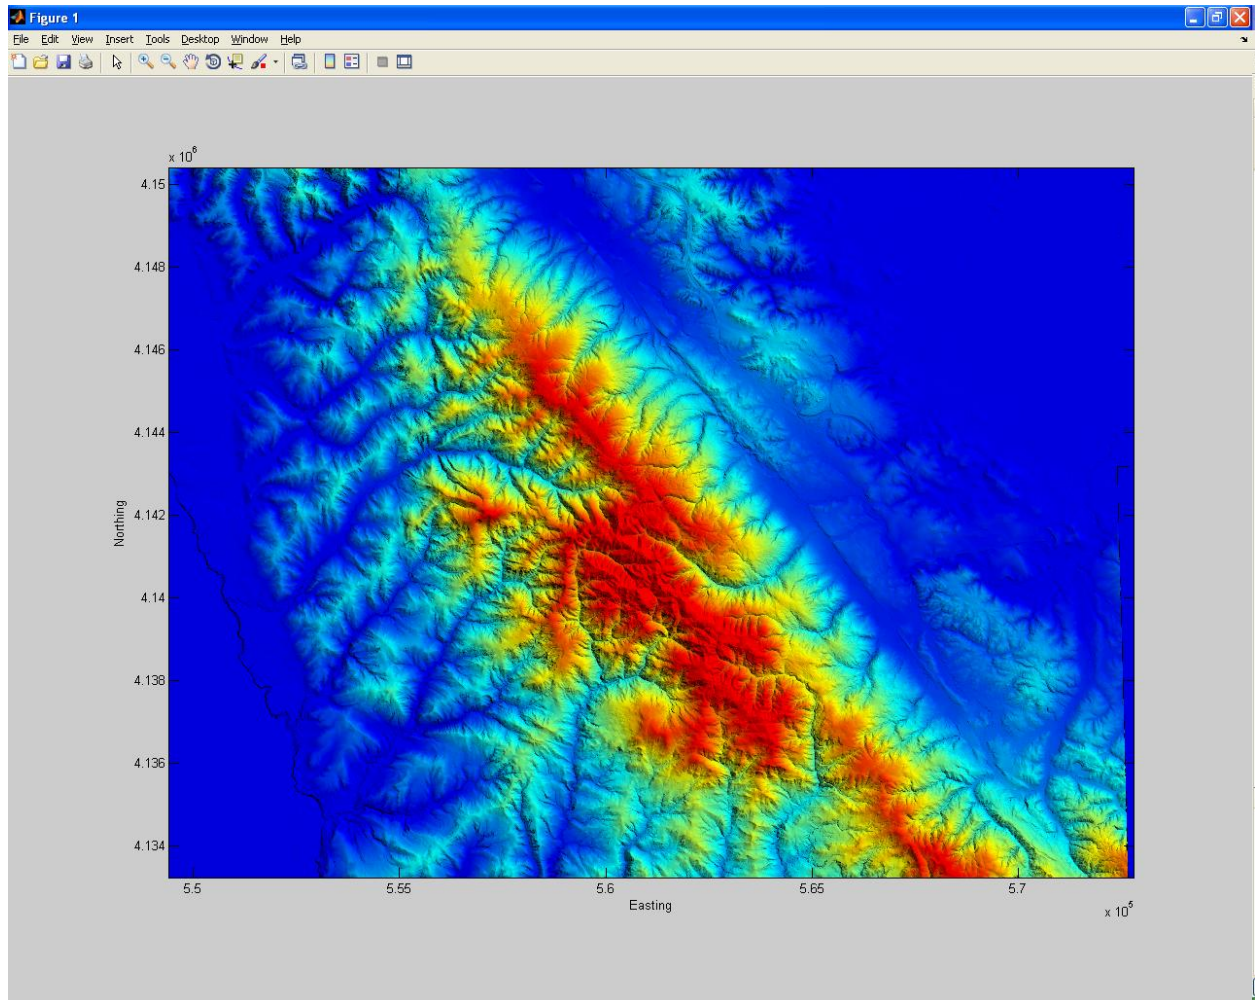 Figure 1
File Edit View Insert Tools Desktop Window Help
x 10^6
4.15
4.148
4.146
4.144
4.142
4.14
4.138
4.136
4.134
Northing
5.5 5.55 5.6 5.65 5.7
Easting
x 10^5